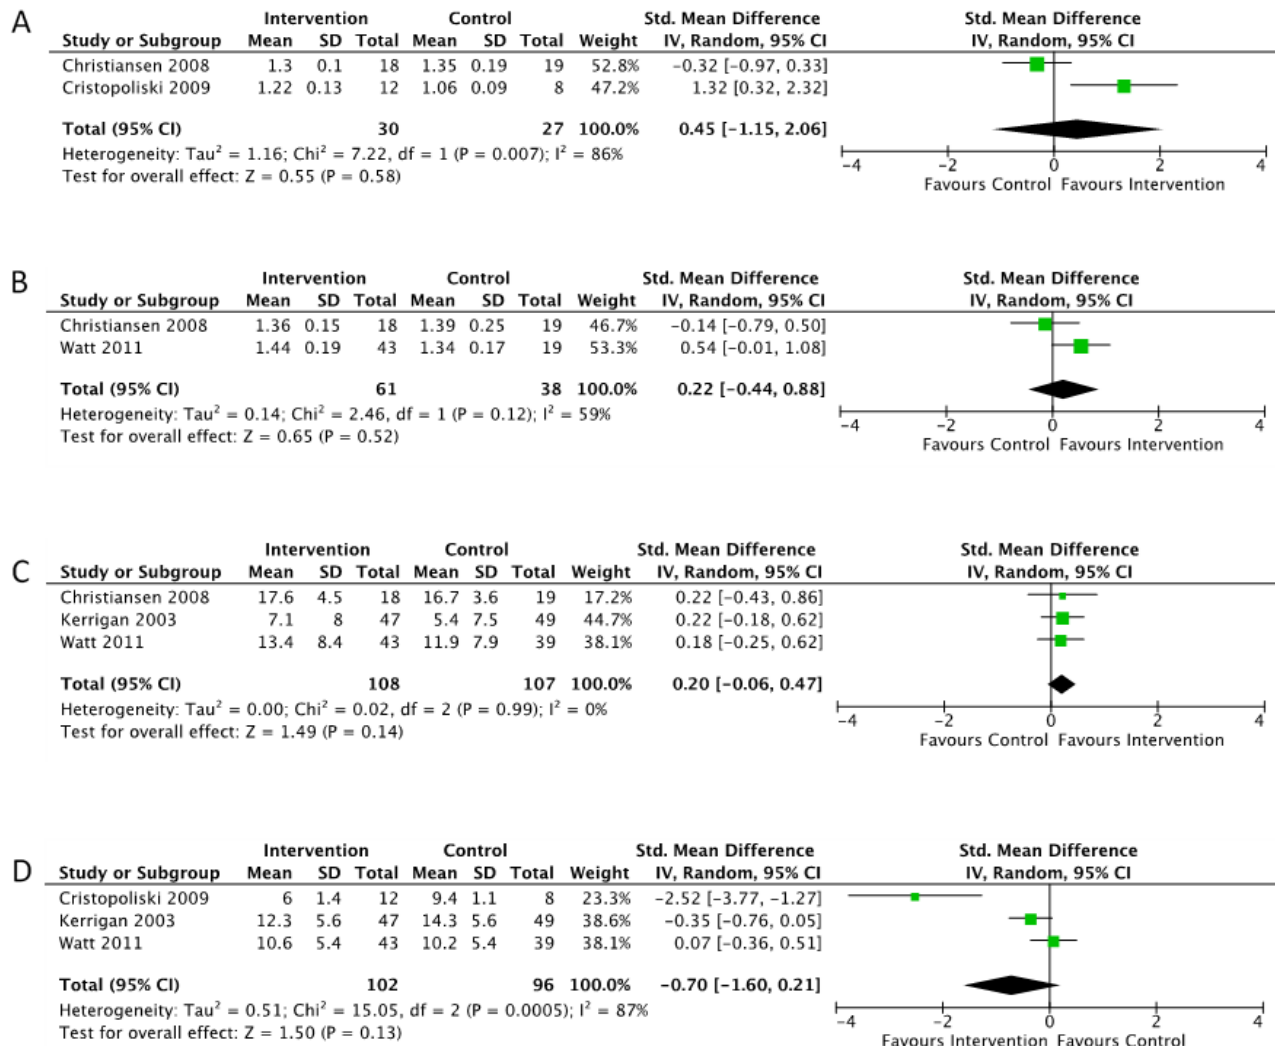 A
Intervention Control Std. Mean Difference Std. Mean Difference
Study or Subgroup Mean SD Total Mean SD Total Weight IV, Random, 95% CI IV, Random, 95% CI
Christiansen 2008 1.3 0.1 18 1.35 0.19 19 52.8% -0.32 [-0.97, 0.33]
Cristopoliski 2009 1.22 0.13 12 1.06 0.09 8 47.2% 1.32 [0.32, 2.32]
Total (95% CI) 30 27 100.0% 0.45 [-1.15, 2.06]
Heterogeneity: Tau² = 1.16; Chi² = 7.22, df = 1 (P = 0.007); I² = 86%
Test for overall effect: Z = 0.55 (P = 0.58)
-4 -2 0 2 4
Favours Control Favours Intervention
B
Intervention Control Std. Mean Difference Std. Mean Difference
Study or Subgroup Mean SD Total Mean SD Total Weight IV, Random, 95% CI IV, Random, 95% CI
Christiansen 2008 1.36 0.15 18 1.39 0.25 19 46.7% -0.14 [-0.79, 0.50]
Watt 2011 1.44 0.19 43 1.34 0.17 19 53.3% 0.54 [-0.01, 1.08]
Total (95% CI) 61 38 100.0% 0.22 [-0.44, 0.88]
Heterogeneity: Tau² = 0.14; Chi² = 2.46, df = 1 (P = 0.12); I² = 59%
Test for overall effect: Z = 0.65 (P = 0.52)
-4 -2 0 2 4
Favours Control Favours Intervention
C
Intervention Control Std. Mean Difference Std. Mean Difference
Study or Subgroup Mean SD Total Mean SD Total Weight IV, Random, 95% CI IV, Random, 95% CI
Christiansen 2008 17.6 4.5 18 16.7 3.6 19 17.2% 0.22 [-0.43, 0.86]
Kerrigan 2003 7.1 8 47 5.4 7.5 49 44.7% 0.22 [-0.18, 0.62]
Watt 2011 13.4 8.4 43 11.9 7.9 39 38.1% 0.18 [-0.25, 0.62]
Total (95% CI) 108 107 100.0% 0.20 [-0.06, 0.47]
Heterogeneity: Tau² = 0.00; Chi² = 0.02, df = 2 (P = 0.99); I² = 0%
Test for overall effect: Z = 1.49 (P = 0.14)
-4 -2 0 2 4
Favours Control Favours Intervention
D
Intervention Control Std. Mean Difference Std. Mean Difference
Study or Subgroup Mean SD Total Mean SD Total Weight IV, Random, 95% CI IV, Random, 95% CI
Cristopoliski 2009 6 1.4 12 9.4 1.1 8 23.3% -2.52 [-3.77, -1.27]
Kerrigan 2003 12.3 5.6 47 14.3 5.6 49 38.6% -0.35 [-0.76, 0.05]
Watt 2011 10.6 5.4 43 10.2 5.4 39 38.1% 0.07 [-0.36, 0.51]
Total (95% CI) 102 96 100.0% -0.70 [-1.60, 0.21]
Heterogeneity: Tau² = 0.51; Chi² = 15.05, df = 2 (P = 0.0005); I² = 87%
Test for overall effect: Z = 1.50 (P = 0.13)
-4 -2 0 2 4
Favours Intervention Favours Control